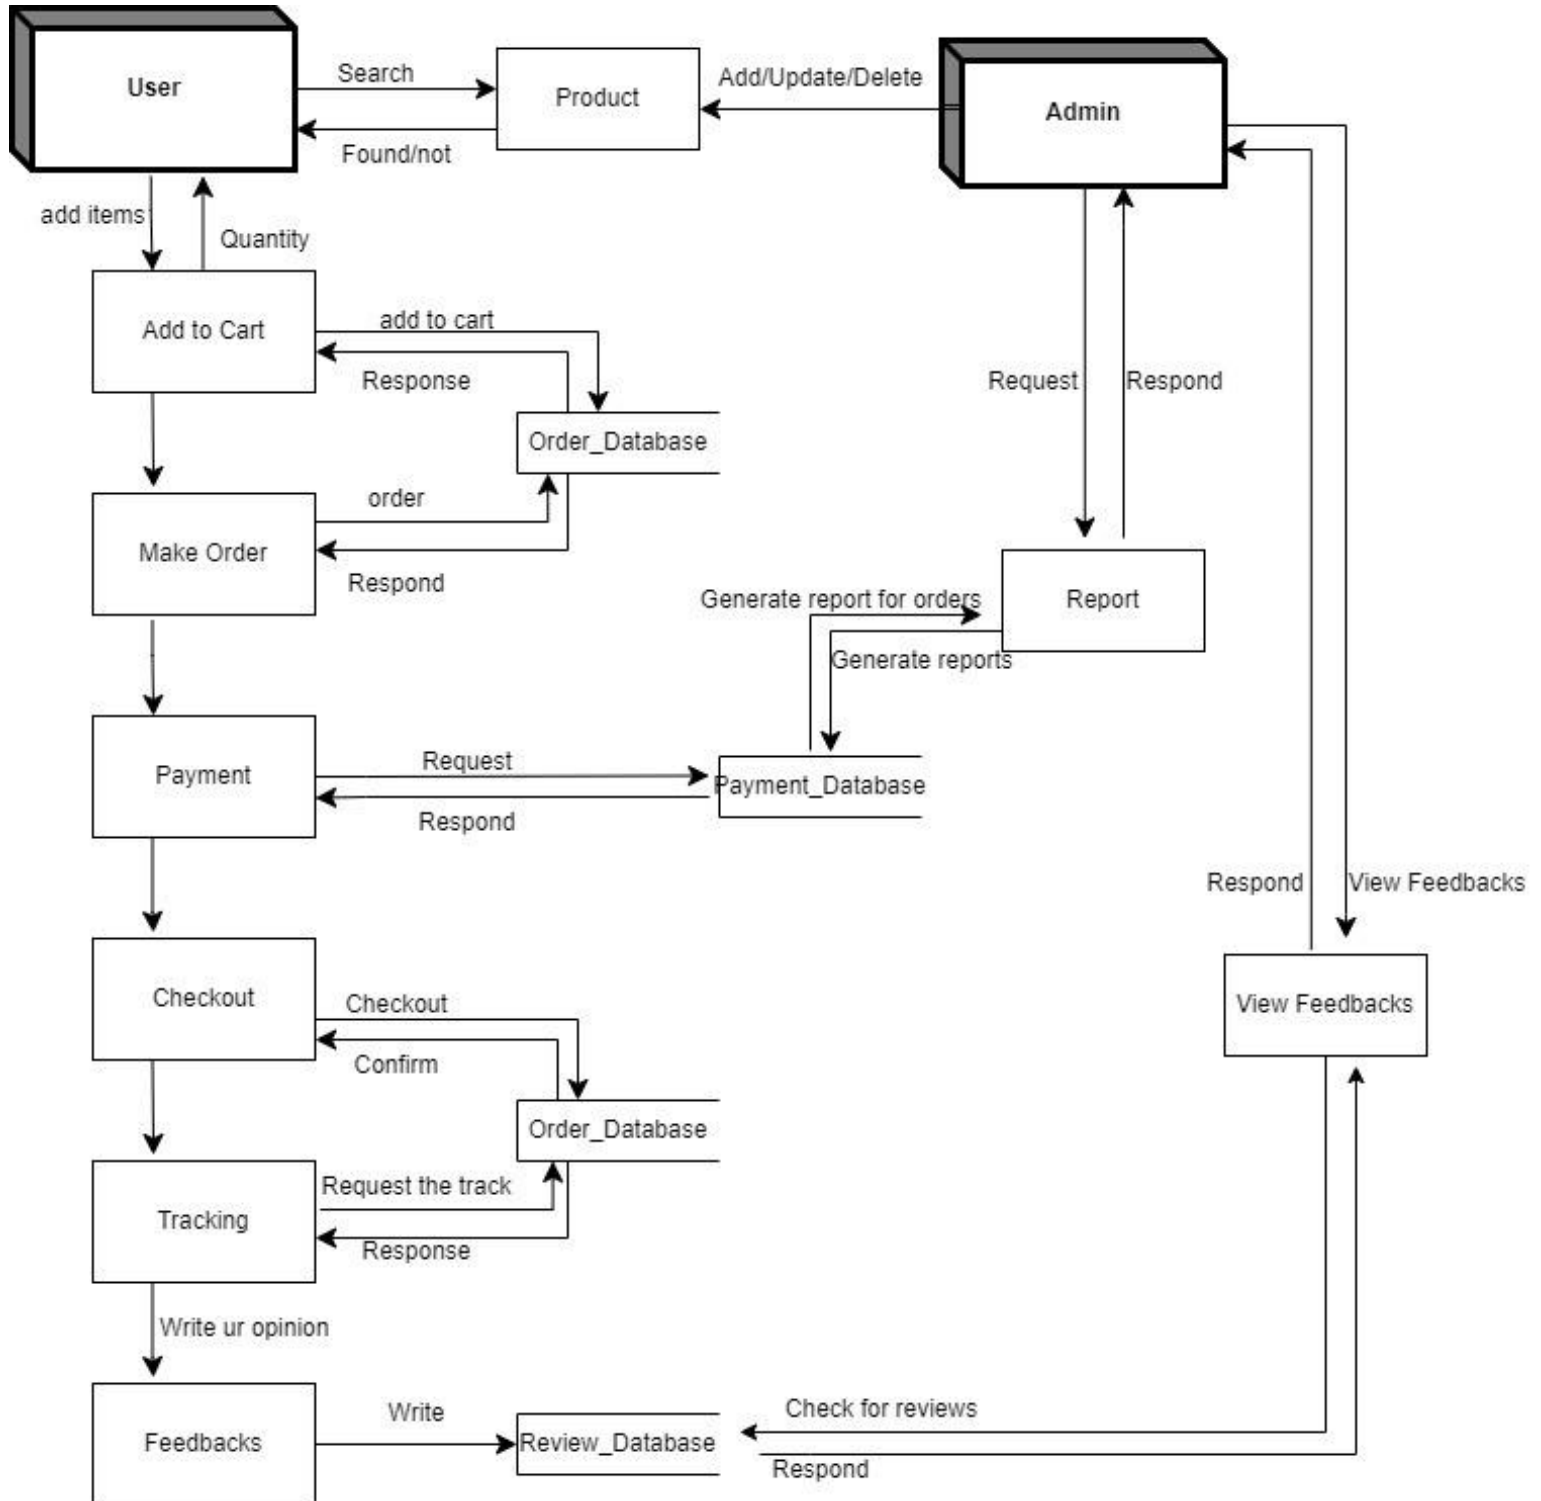 User
Search
Product
Add/Update/Delete
Admin
Found/not
add items
Quantity
Add to Cart
add to cart
Response
Request
Respond
Order_Database
order
Make Order
Respond
Generate report for orders
Report
Generate reports
Payment
Request
Payment_Database
Respond
Respond
View Feedbacks
Checkout
Checkout
View Feedbacks
Confirm
Order_Database
Request the track
Tracking
Response
Write ur opinion
Check for reviews
Write
Feedbacks
Review_Database
Respond